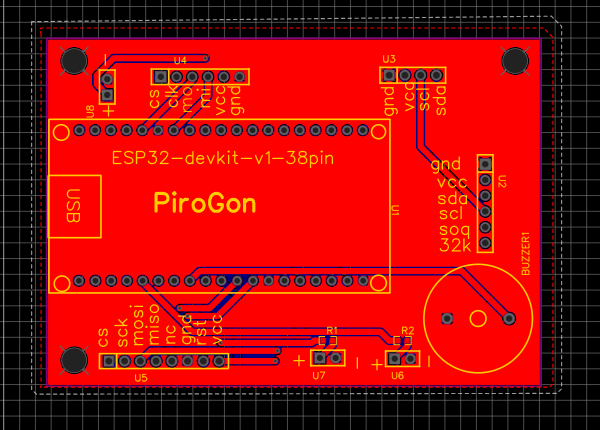 U4
U3
U8
+
cs
clk
mo
mi
vcc
gnd
gnd
vcc
scl
sda
ESP32-devkit-v1-38pin
PiroGon
USB
U1
gnd
vcc
sda
scl
soq
32k
U2
BUZZER1
cs
sck
mosi
miso
nc
gnd
rst
vcc
U5
R1
+
U7
R2
+
U6